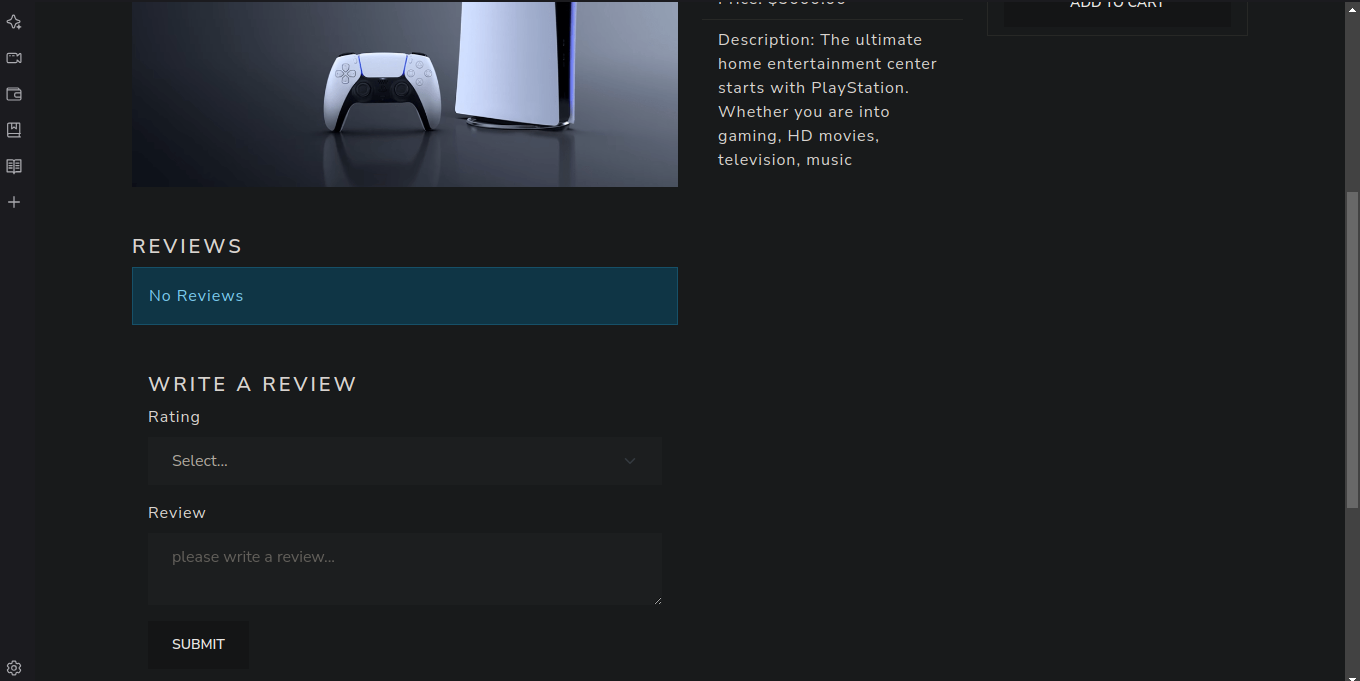 ADD TO CART
Description: The ultimate
home entertainment center
starts with PlayStation.
Whether you are into
gaming, HD movies,
television, music
REVIEWS
No Reviews
WRITE A REVIEW
Rating
Select...
Review
please write a review...
SUBMIT